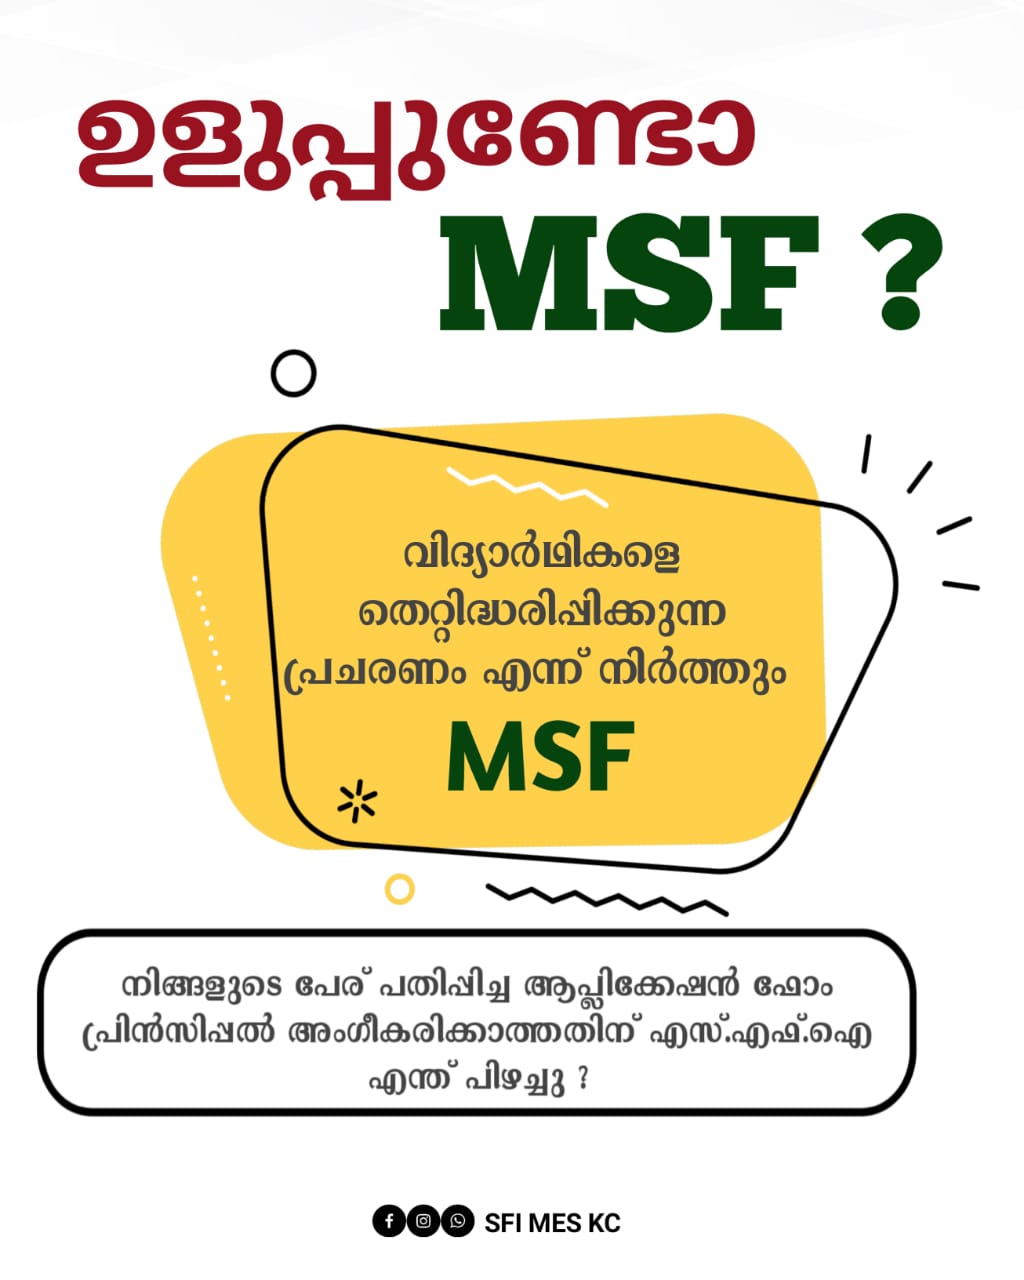 ഉളുപ്പുണ്ടോ
MSF ?
വിദ്യാർഥികളെ
തെറ്റിദ്ധരിപ്പിക്കുന്ന
പ്രചരണം എന്ന് നിർത്തും
MSF
നിങ്ങളുടെ പേര് പതിപ്പിച്ച ആപ്ലിക്കേഷൻ ഫോം
പ്രിൻസിപ്പൽ അംഗീകരിക്കാത്തതിന് എസ്.എഫ്.ഐ
എന്ത് പിഴച്ചു ?
SFI MES KC